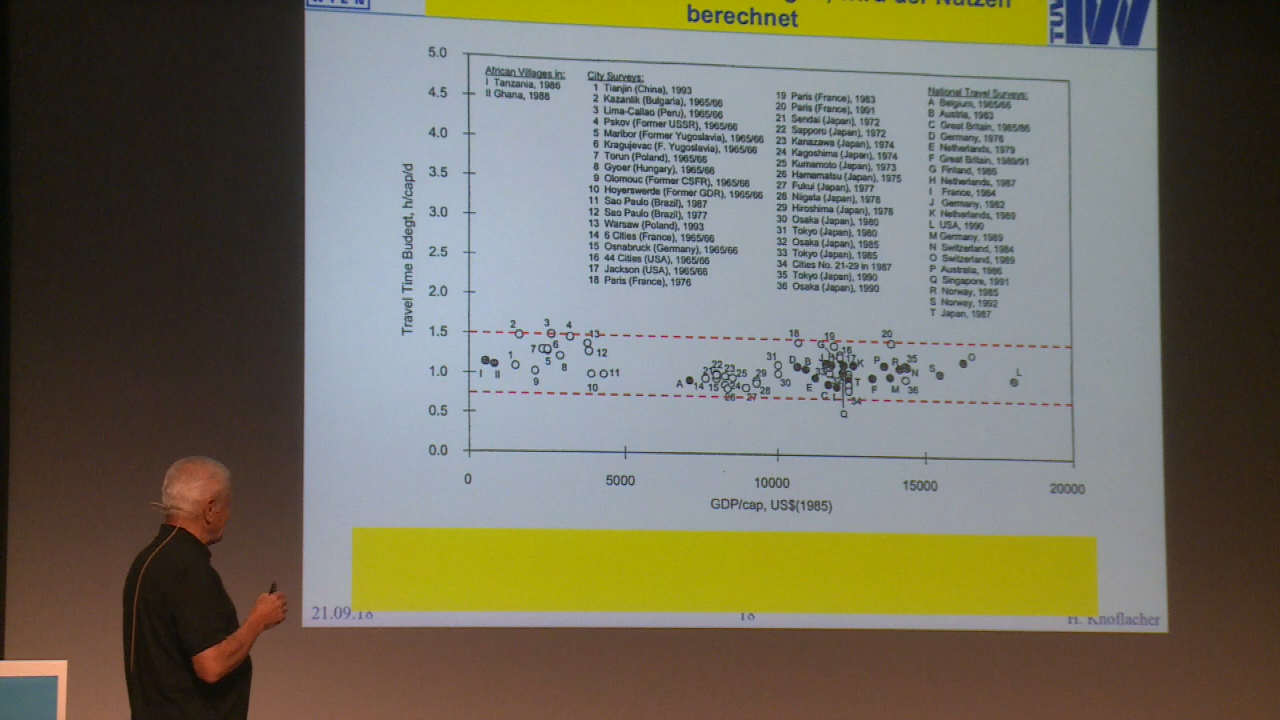 WIEN
wird der Nutzen
berechnet
TUW
IVV
5.0
4.5
4.0
3.5
3.0
2.5
2.0
1.5
1.0
0.5
0.0
Travel Time Budegt, h/cap/d
African Villages in:
I Tanzania, 1986
II Ghana, 1988
City Surveys:
1 Tianjin (China), 1993
2 Kazanlik (Bulgaria), 1965/66
3 Lima-Callao (Peru), 1965/66
4 Pskov (Former USSR), 1965/66
5 Maribor (Former Yugoslavia), 1965/66
6 Kragujevac (F. Yugoslavia), 1965/66
7 Torun (Poland), 1965/66
8 Gyoer (Hungary), 1965/66
9 Olomouc (Former CSFR), 1965/66
10 Hoyerswerde (Former GDR), 1965/66
11 Sao Paulo (Brazil), 1987
12 Sao Paulo (Brazil), 1977
13 Warsaw (Poland), 1993
14 6 Cities (France), 1965/66
15 Osnabruck (Germany), 1965/66
16 44 Cities (USA), 1965/66
17 Jackson (USA), 1965/66
18 Paris (France), 1976
19 Paris (France), 1983
20 Paris (France), 1991
21 Sendai (Japan), 1972
22 Sapporo (Japan), 1972
23 Kanazawa (Japan), 1974
24 Kagoshima (Japan), 1974
25 Kumamoto (Japan), 1973
26 Hamamatsu (Japan), 1975
27 Fukui (Japan), 1977
28 Niigata (Japan), 1978
29 Hiroshima (Japan), 1978
30 Osaka (Japan), 1980
31 Tokyo (Japan), 1980
32 Osaka (Japan), 1985
33 Tokyo (Japan), 1985
34 Cities No. 21-29 in 1987
35 Tokyo (Japan), 1990
36 Osaka (Japan), 1990
National Travel Surveys:
A Belgium, 1965/66
B Austria, 1983
C Great Britain, 1985/86
D Germany, 1976
E Netherlands, 1979
F Great Britain, 1989/91
G Finland, 1986
H Netherlands, 1987
I France, 1984
J Germany, 1982
K Netherlands, 1989
L USA, 1990
M Germany, 1989
N Switzerland, 1984
O Switzerland, 1989
P Australia, 1986
Q Singapore, 1991
R Norway, 1985
S Norway, 1992
T Japan, 1987
0
5000
10000
15000
20000
GDP/cap, US$(1985)
21.09.18
18
H. Knoflacher